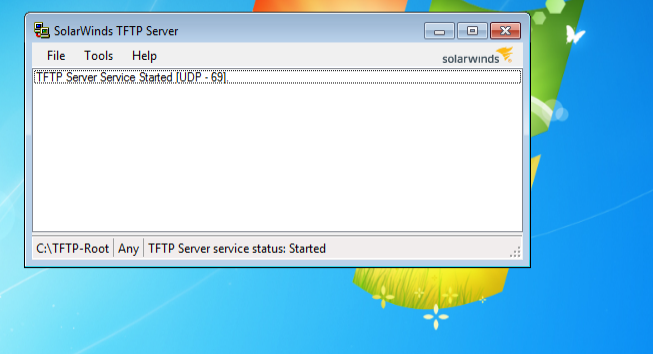 SolarWinds TFTP Server
File Tools Help
solarwinds
TFTP Server Service Started [UDP - 69].
C:\TFTP-Root Any TFTP Server service status: Started